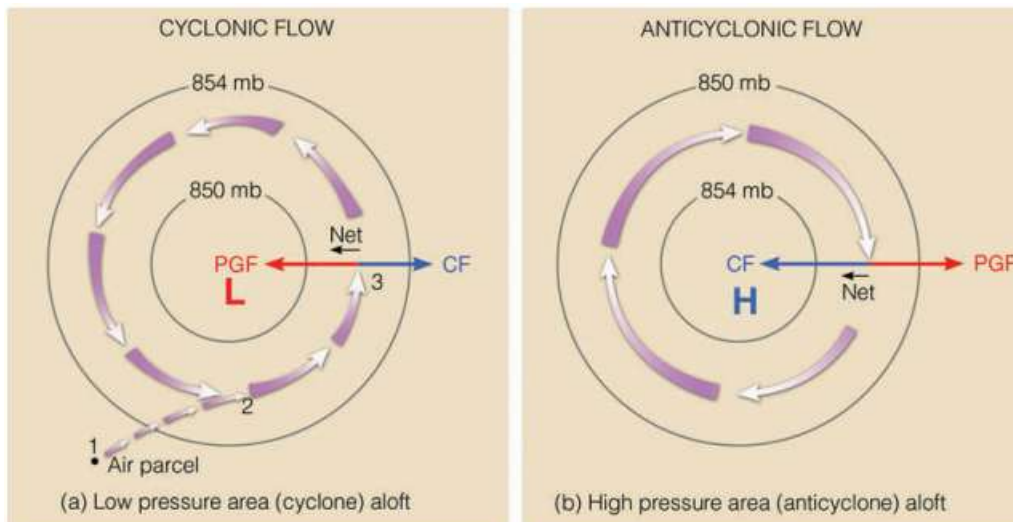 CYCLONIC FLOW
854 mb
850 mb
Net
PGF
CF
L
3
2
1
Air parcel
(a) Low pressure area (cyclone) aloft
ANTICYCLONIC FLOW
850 mb
854 mb
CF
PGF
H
Net
(b) High pressure area (anticyclone) aloft